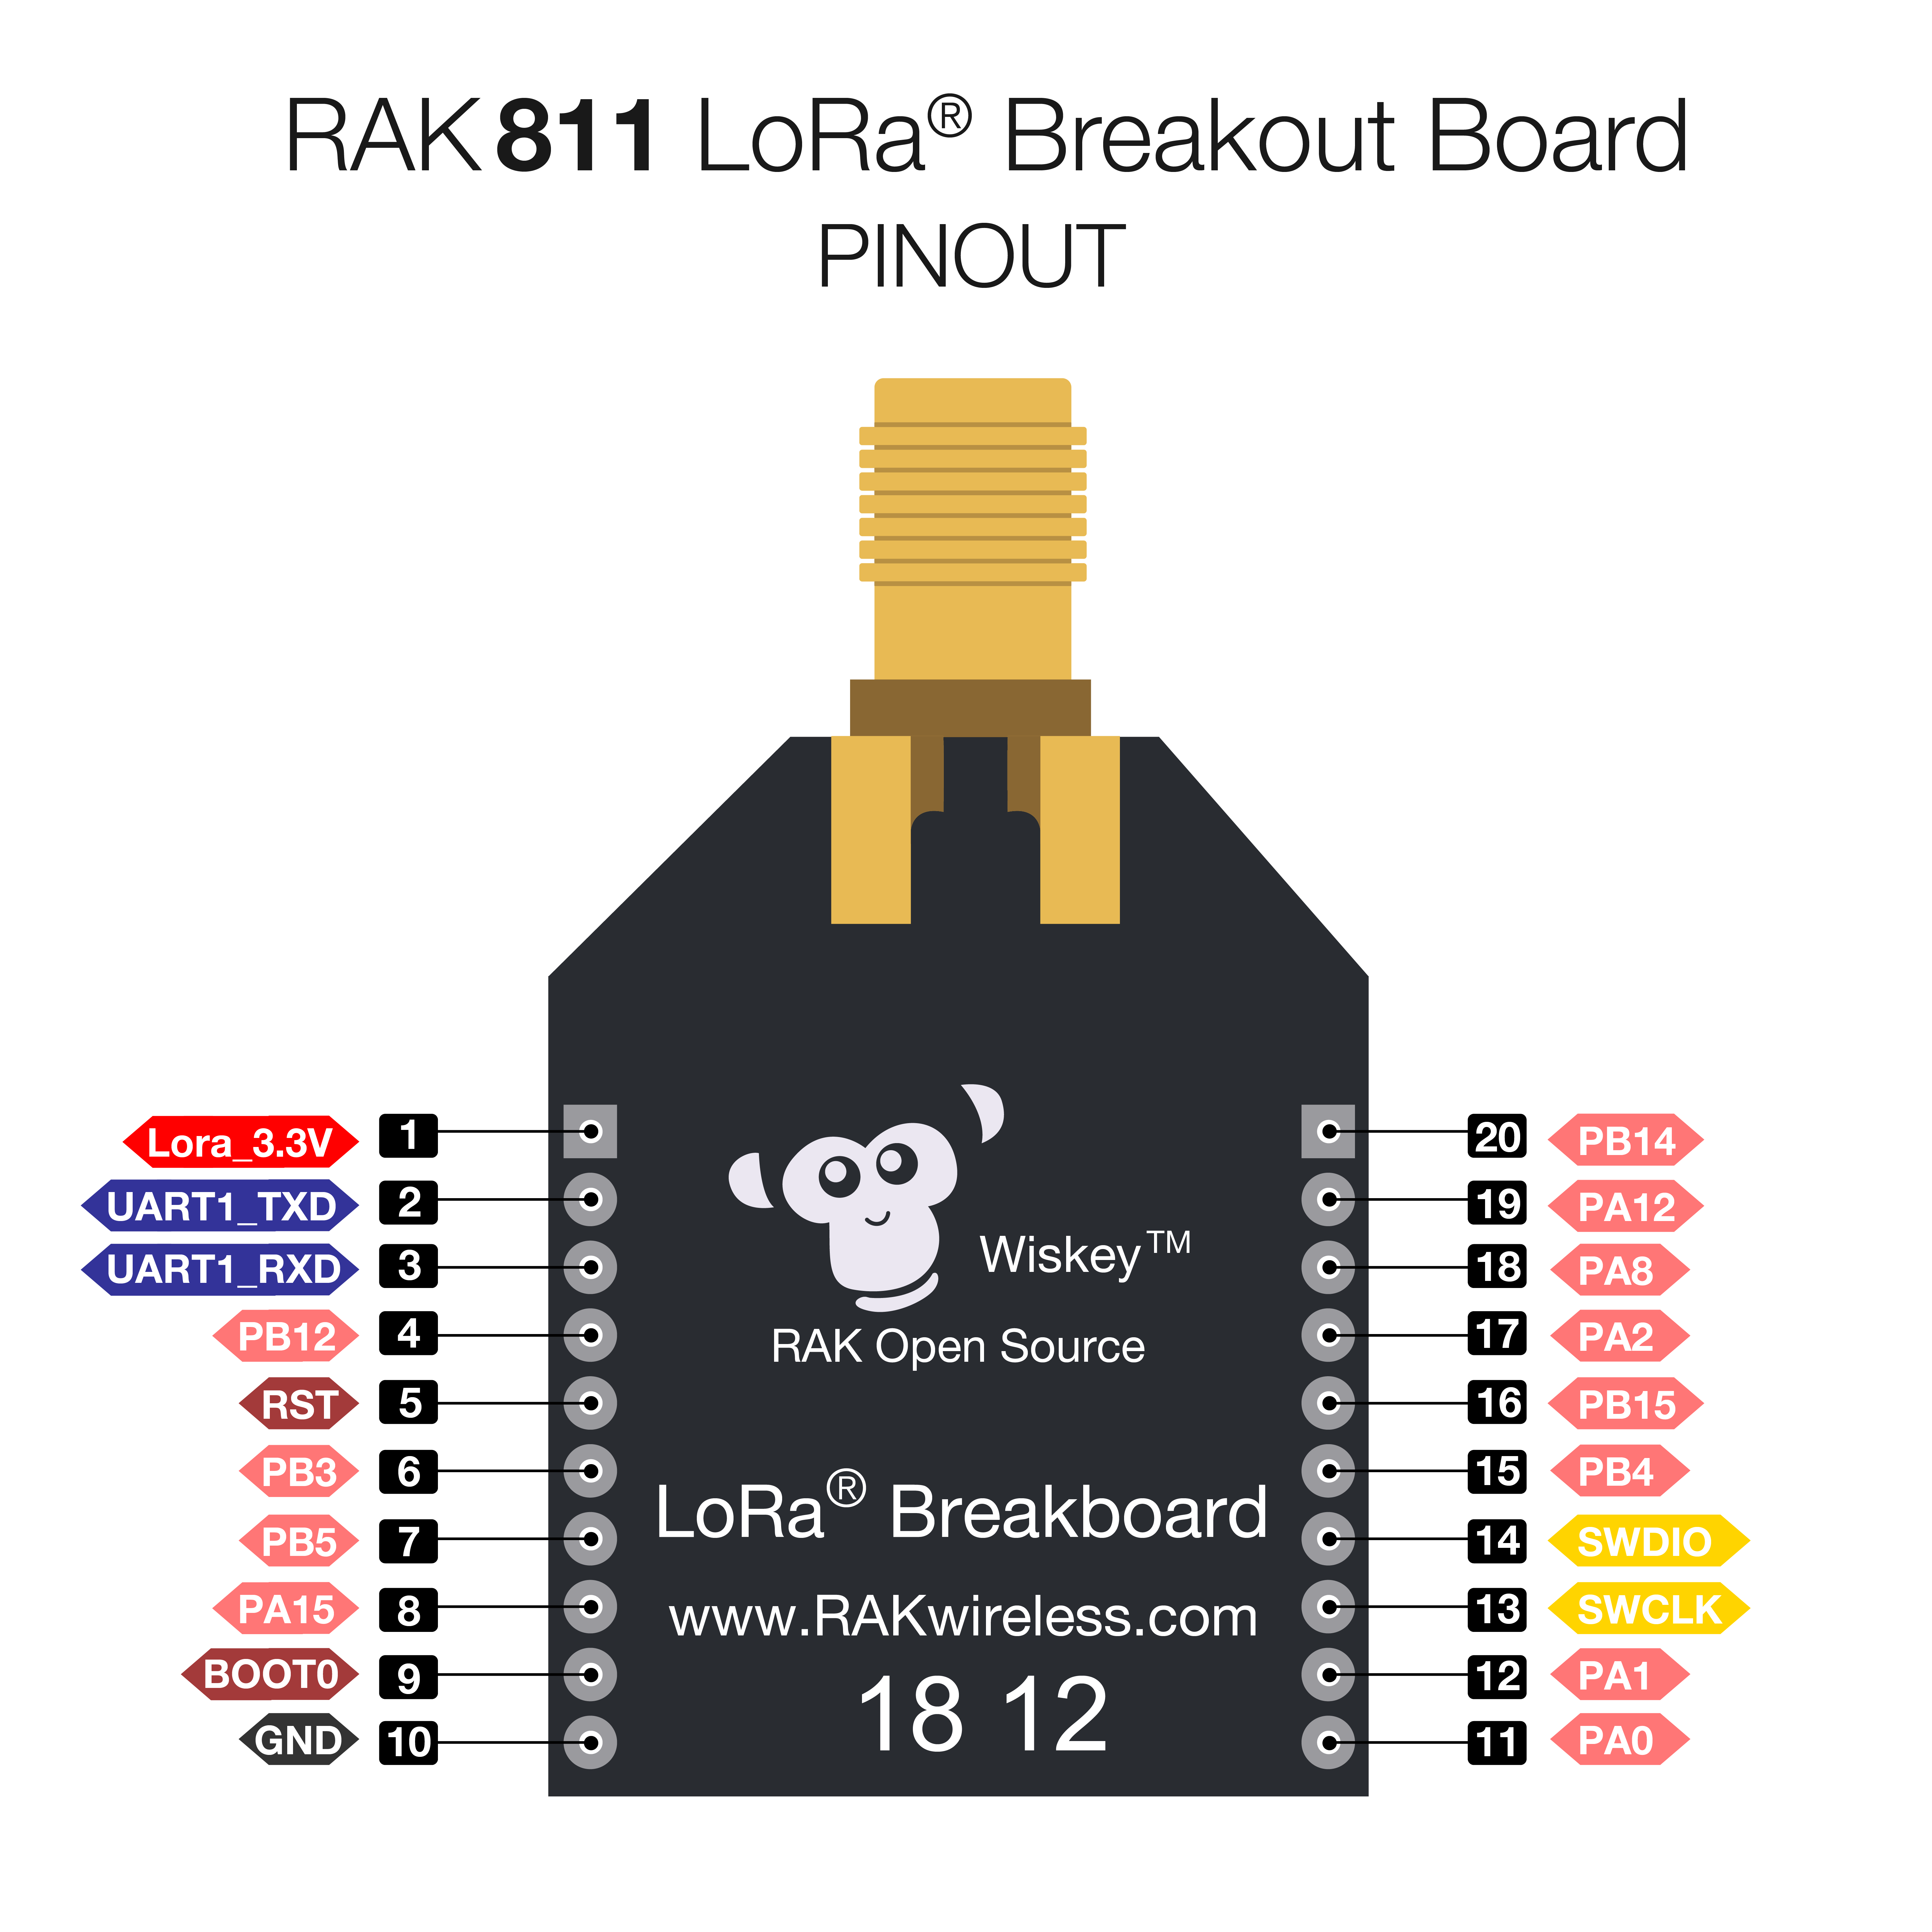 RAK811 LoRa® Breakout Board
PINOUT
Lora_3.3V 1 20 PB14
UART1_TXD 2 19 PA12
UART1_RXD 3 18 PA8
Wiskey™
PB12 4 17 PA2
RAK Open Source
RST 5 16 PB15
PB3 6 15 PB4
LoRa® Breakboard
PB5 7 14 SWDIO
PA15 8 13 SWCLK
www.RAKwireless.com
BOOT0 9 12 PA1
18 12
GND 10 11 PA0